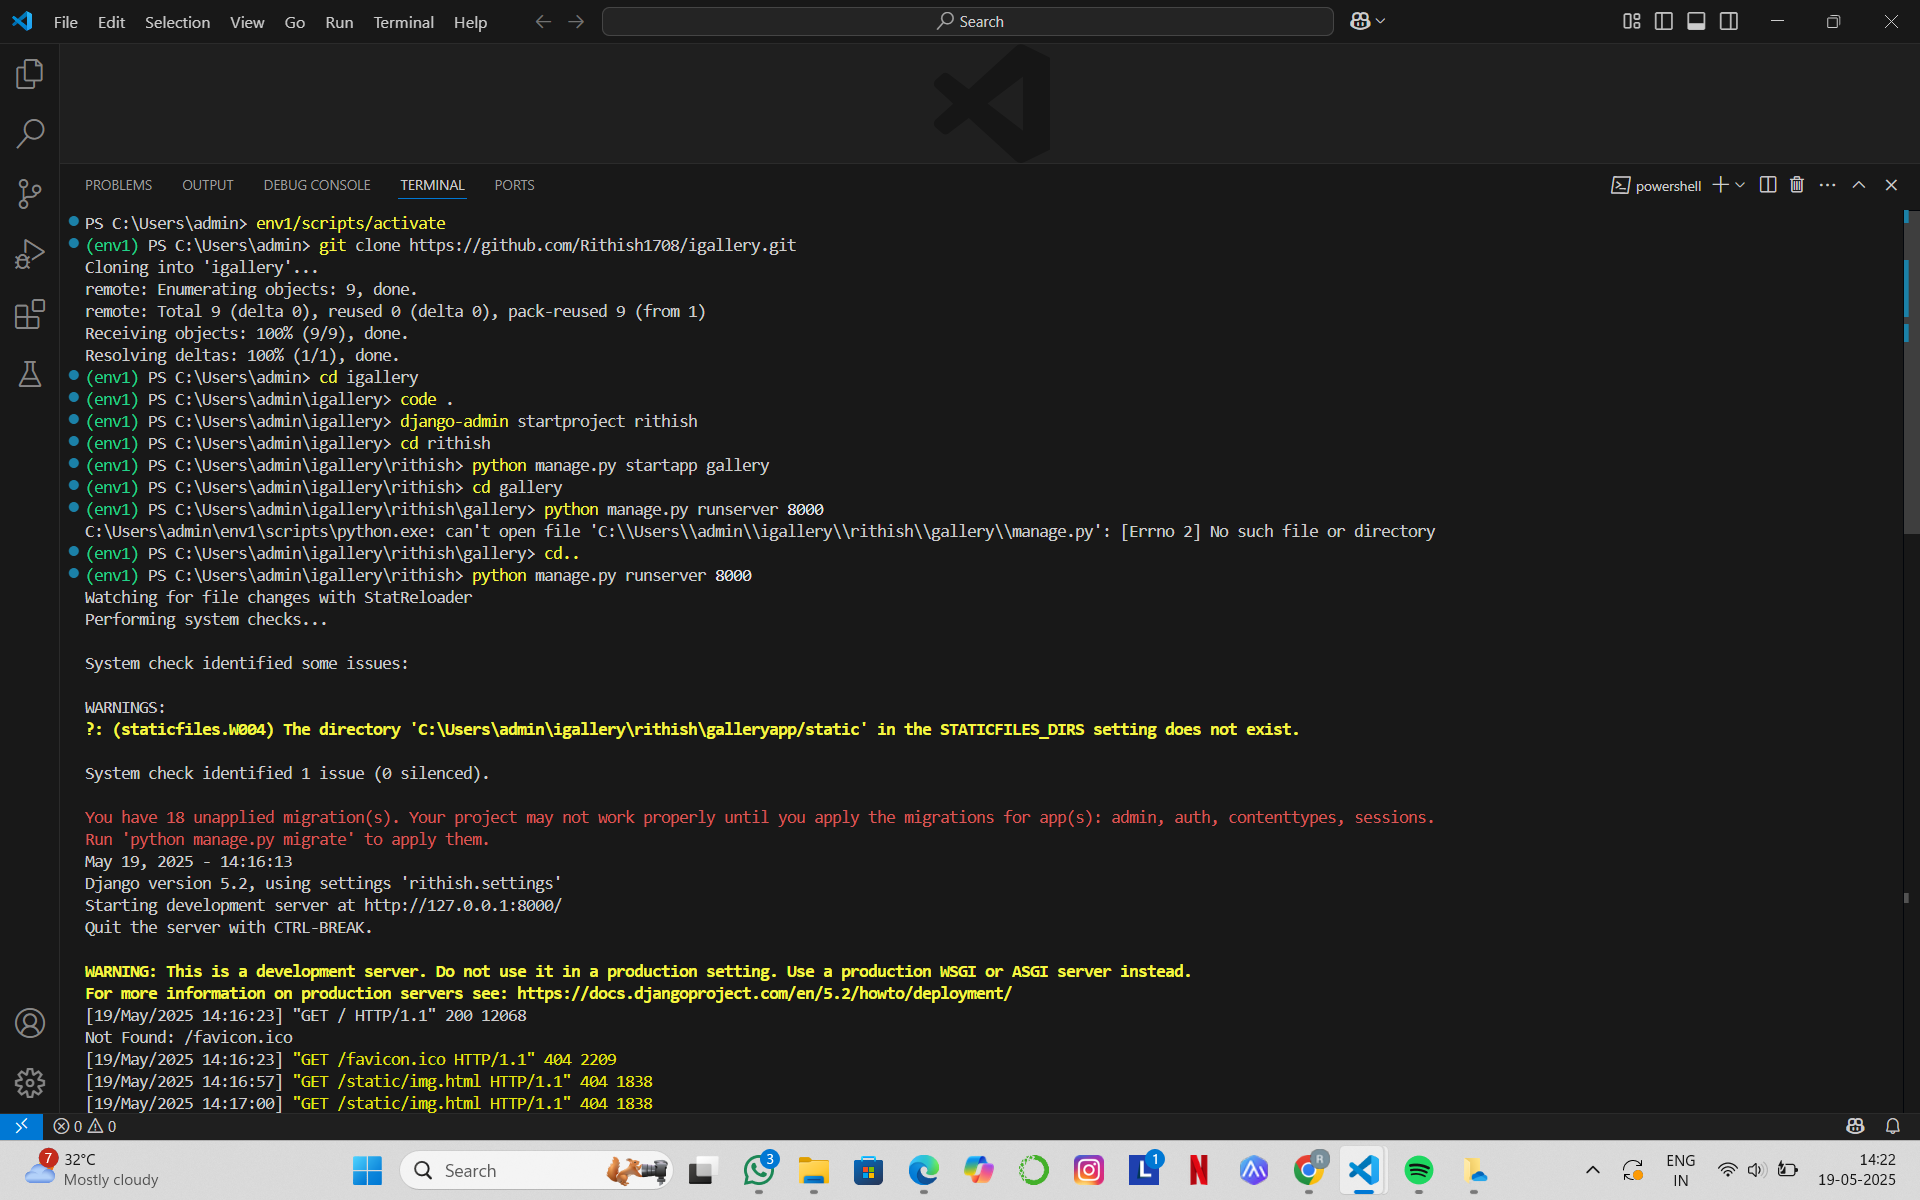 File Edit Selection View Go Run Terminal Help
Search
PROBLEMS OUTPUT DEBUG CONSOLE TERMINAL PORTS
powershell
PS C:\Users\admin> env1/scripts/activate
(env1) PS C:\Users\admin> git clone https://github.com/Rithish1708/igallery.git
Cloning into 'igallery'...
remote: Enumerating objects: 9, done.
remote: Total 9 (delta 0), reused 0 (delta 0), pack-reused 9 (from 1)
Receiving objects: 100% (9/9), done.
Resolving deltas: 100% (1/1), done.
(env1) PS C:\Users\admin> cd igallery
(env1) PS C:\Users\admin\igallery> code .
(env1) PS C:\Users\admin\igallery> django-admin startproject rithish
(env1) PS C:\Users\admin\igallery> cd rithish
(env1) PS C:\Users\admin\igallery\rithish> python manage.py startapp gallery
(env1) PS C:\Users\admin\igallery\rithish> cd gallery
(env1) PS C:\Users\admin\igallery\rithish\gallery> python manage.py runserver 8000
C:\Users\admin\env1\scripts\python.exe: can't open file 'C:\\Users\\admin\\igallery\\rithish\\gallery\\manage.py': [Errno 2] No such file or directory
(env1) PS C:\Users\admin\igallery\rithish\gallery> cd..
(env1) PS C:\Users\admin\igallery\rithish> python manage.py runserver 8000
Watching for file changes with StatReloader
Performing system checks...
System check identified some issues:
WARNINGS:
?: (staticfiles.W004) The directory 'C:\Users\admin\igallery\rithish\galleryapp/static' in the STATICFILES_DIRS setting does not exist.
System check identified 1 issue (0 silenced).
You have 18 unapplied migration(s). Your project may not work properly until you apply the migrations for app(s): admin, auth, contenttypes, sessions.
Run 'python manage.py migrate' to apply them.
May 19, 2025 - 14:16:13
Django version 5.2, using settings 'rithish.settings'
Starting development server at http://127.0.0.1:8000/
Quit the server with CTRL-BREAK.
WARNING: This is a development server. Do not use it in a production setting. Use a production WSGI or ASGI server instead.
For more information on production servers see: https://docs.djangoproject.com/en/5.2/howto/deployment/
[19/May/2025 14:16:23] "GET / HTTP/1.1" 200 12068
Not Found: /favicon.ico
[19/May/2025 14:16:23] "GET /favicon.ico HTTP/1.1" 404 2209
[19/May/2025 14:16:57] "GET /static/img.html HTTP/1.1" 404 1838
[19/May/2025 14:17:00] "GET /static/img.html HTTP/1.1" 404 1838
0 0
7 32°C
Mostly cloudy
Search
3
L 1
N
R
ENG
IN
14:22
19-05-2025